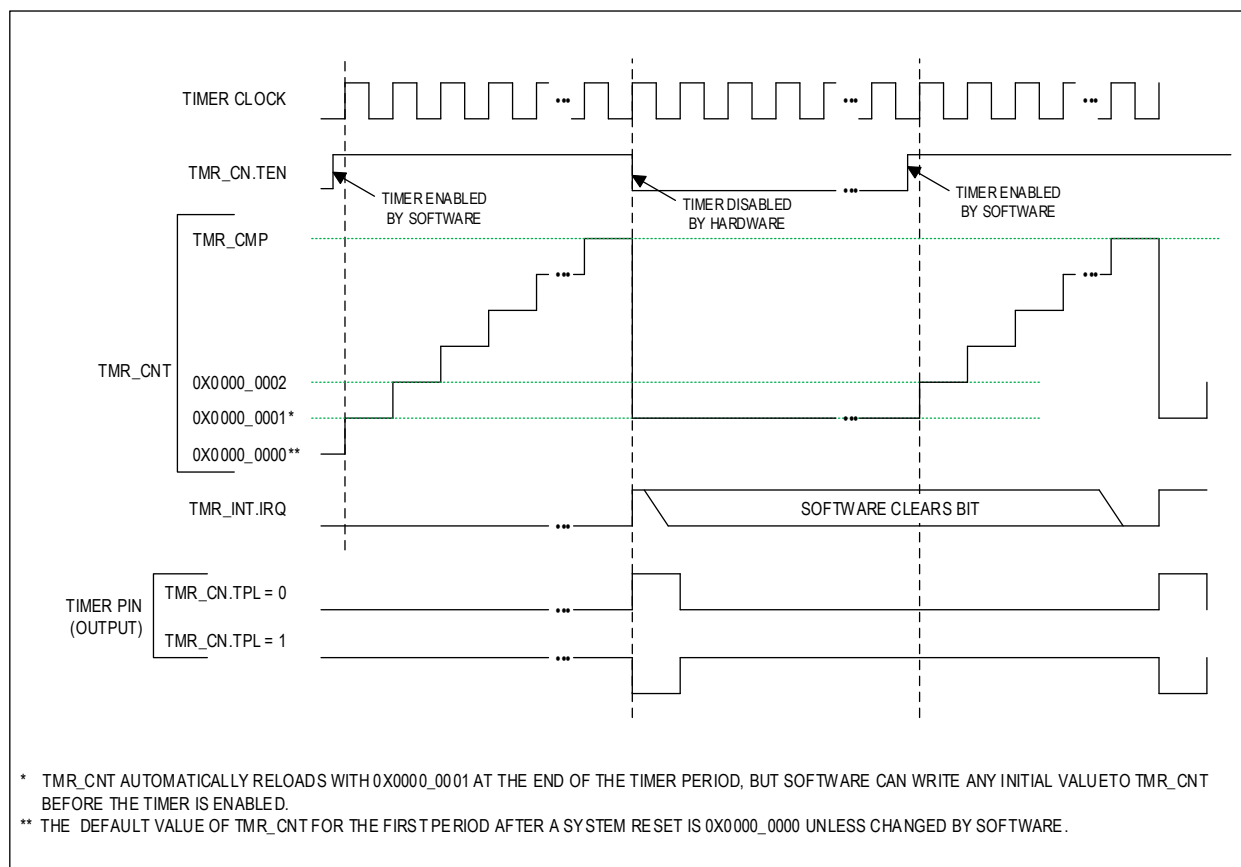 TIMER CLOCK
TMR_CN.TEN
TIMER ENABLED
BY SOFTWARE
TIMER DISABLED
BY HARDWARE
TIMER ENABLED
BY SOFTWARE
TMR_CMP
TMR_CNT
0X0000_0002
0X0000_0001*
0X0000_0000**
TMR_INT.IRQ
SOFTWARE CLEARS BIT
TIMER PIN
(OUTPUT)
TMR_CN.TPL = 0
TMR_CN.TPL = 1
* TMR_CNT AUTOMATICALLY RELOADS WITH 0X0000_0001 AT THE END OF THE TIMER PERIOD, BUT SOFTWARE CAN WRITE ANY INITIAL VALUE TO TMR_CNT
BEFORE THE TIMER IS ENABLED.
** THE DEFAULT VALUE OF TMR_CNT FOR THE FIRST PERIOD AFTER A SYSTEM RESET IS 0X0000_0000 UNLESS CHANGED BY SOFTWARE.